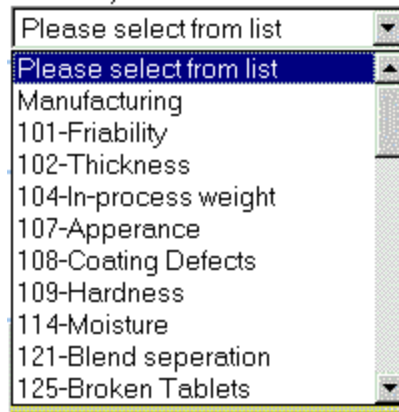 Please select from list
Please select from list
Manufacturing
101-Friability
102-Thickness
104-In-process weight
107-Apperance
108-Coating Defects
109-Hardness
114-Moisture
121-Blend seperation
125-Broken Tablets